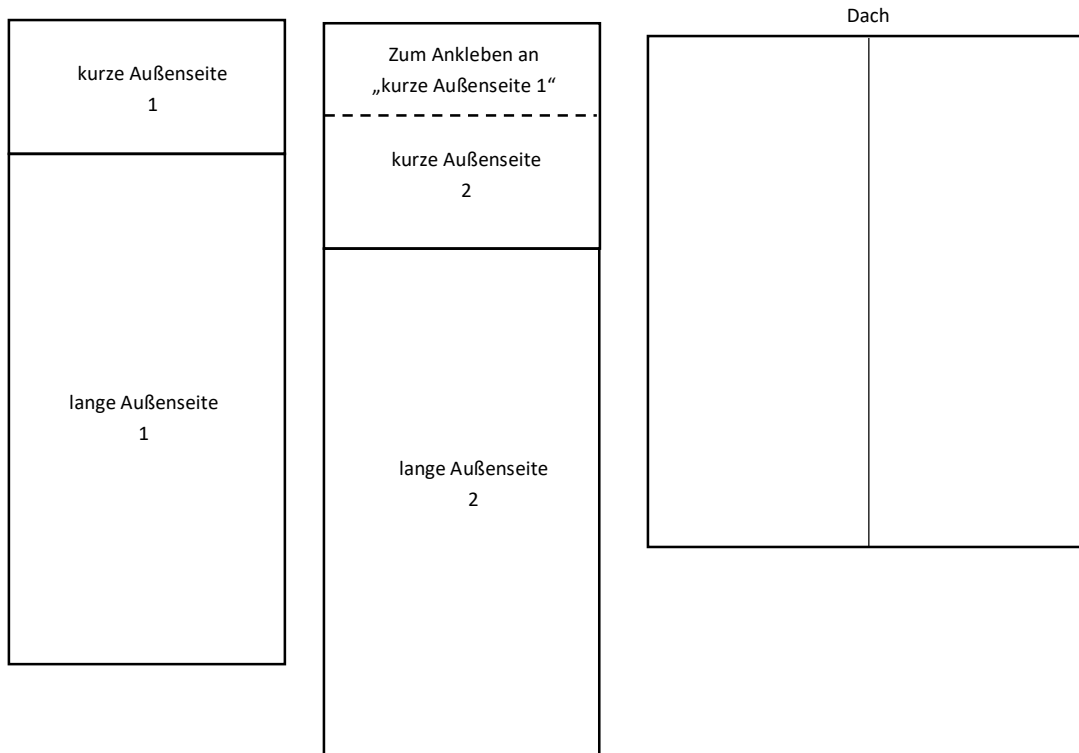 kurze Außenseite
1
lange Außenseite
1
Zum Ankleben an
„kurze Außenseite 1“
kurze Außenseite
2
lange Außenseite
2
Dach